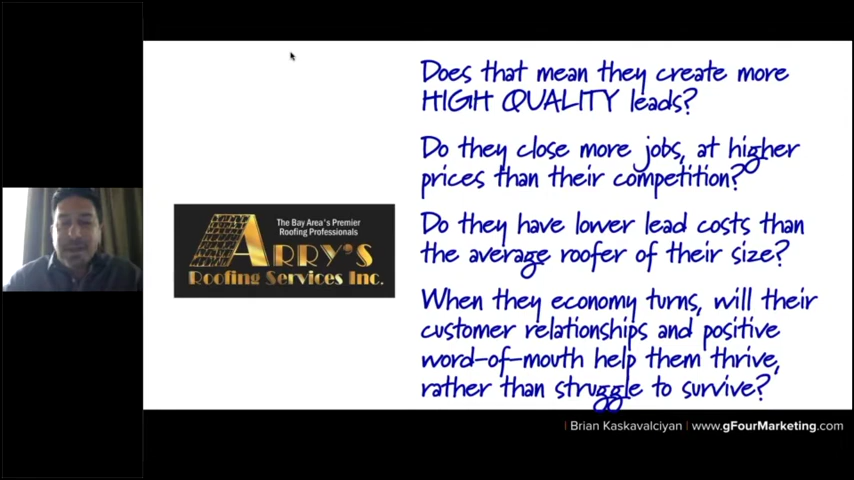 Does that mean they create more
HIGH QUALITY leads?
Do they close more jobs, at higher
prices than their competition?
Do they have lower lead costs than
the average roofer of their size?
When they economy turns, will their
customer relationships and positive
word-of-mouth help them thrive,
rather than struggle to survive?
The Bay Area's Premier
Roofing Professionals
ARRY'S
Roofing Services Inc.
| Brian Kaskavalciyan | www.gFourMarketing.com